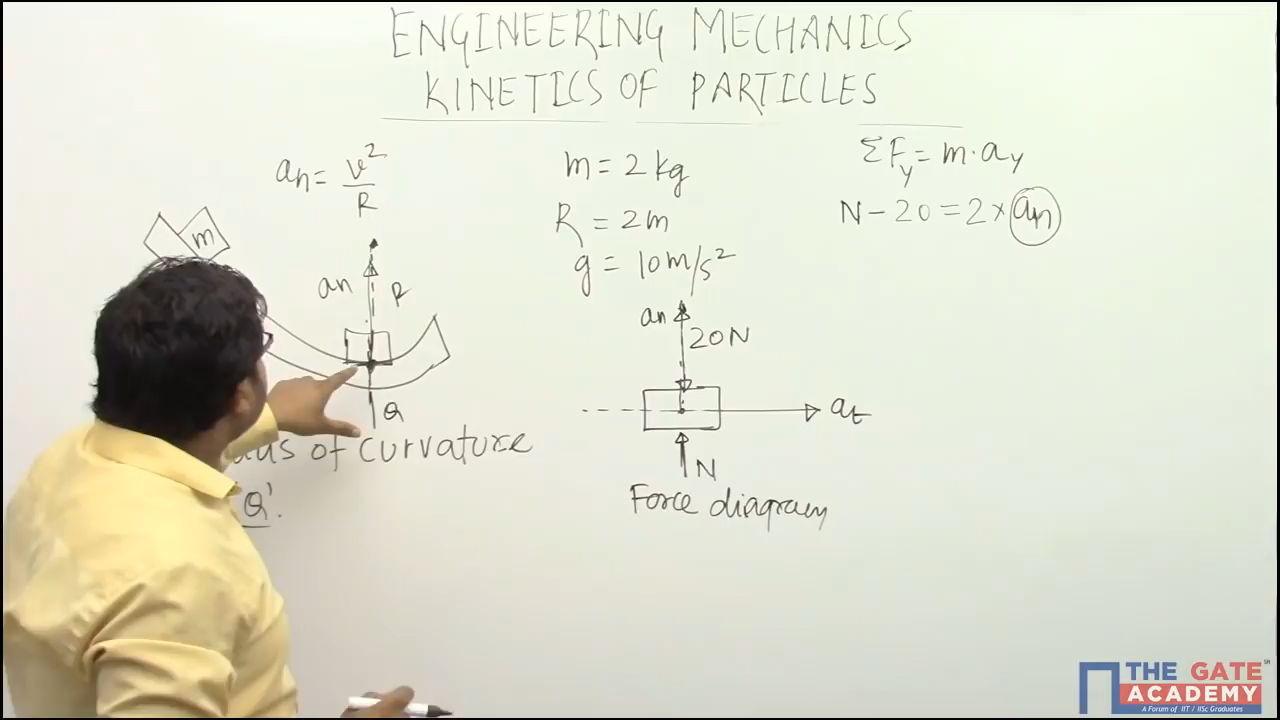 ENGINEERING MECHANICS
KINETICS OF PARTICLES
an = v²/R
m
an
R
Q
of curvature
Q'.
m = 2 kg
R = 2m
g = 10 m/s²
an
20N
at
N
Force diagram
ΣFy = m·ay
N - 20 = 2 × an
THE GATE ACADEMY
A Forum of IIT / IISc Graduates